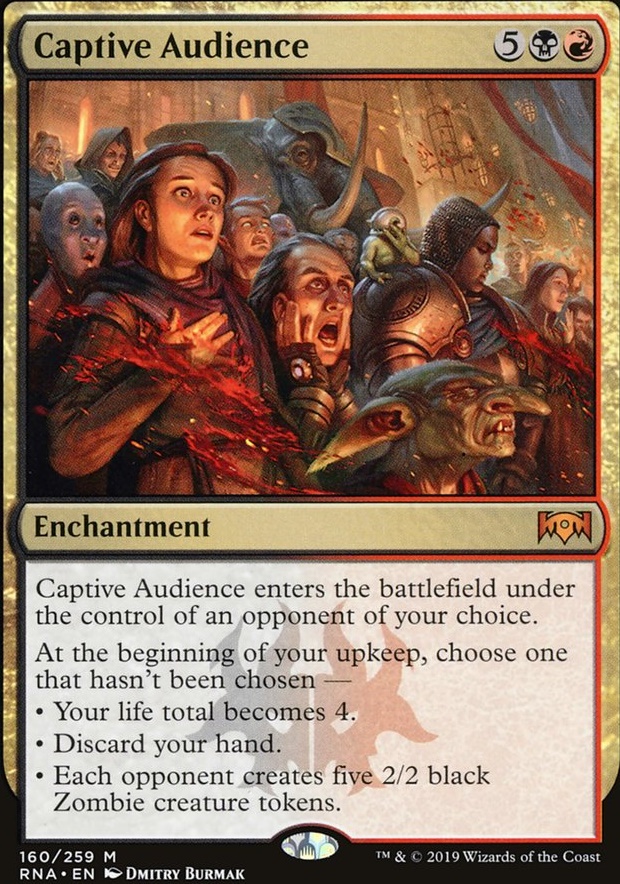 Captive Audience 5
Enchantment
Captive Audience enters the battlefield under
the control of an opponent of your choice.
At the beginning of your upkeep, choose one
that hasn't been chosen —
• Your life total becomes 4.
• Discard your hand.
• Each opponent creates five 2/2 black
Zombie creature tokens.
160/259 M
RNA • EN Dmitry Burmak
™ & © 2019 Wizards of the Coast